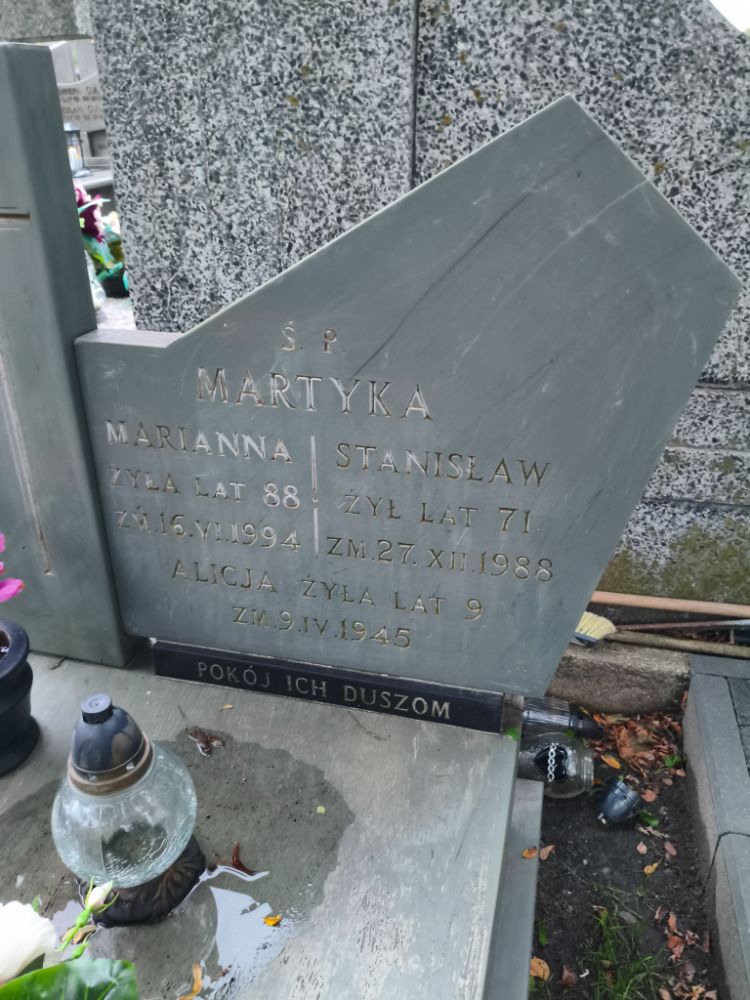 Ś. P.
MARTYKA
MARIANNA
ŻYŁA LAT 88.
ZM.16.VI.1994
STANISŁAW
ŻYŁ LAT 71.
ZM.27.XII.1988
ALICJA ŻYŁA LAT 9
ZM.9.IV.1945
POKÓJ ICH DUSZOM